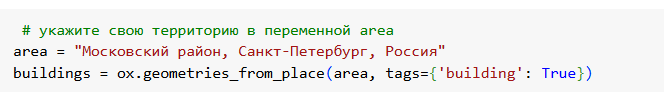 # укажите свою территорию в переменной area
area = "Московский район, Санкт-Петербург, Россия"
buildings = ox.geometries_from_place(area, tags={'building': True})